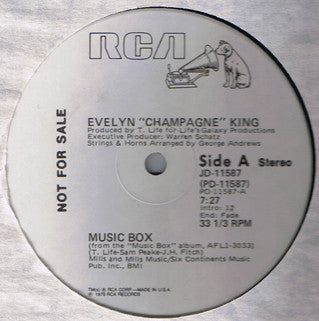 RCA
NOT FOR SALE
EVELYN "CHAMPAGNE" KING
Produced by T. Life for Life's Galaxy Productions
Executive Producer: Warren Schatz
Strings & Horns Arranged by George Andrews
Side A Stereo
JD-11587
(PD-11587)
PD-11587-A
7:27
Intro: 12
End: Fade
33 1/3 RPM
MUSIC BOX
(from the "Music Box" album, AFL1-3033)
(T. Life-Sam Peake-J.H. Fitch)
Mills and Mills Music/Six Continents Music
Pub. Inc., BMI
TM(s) ® RCA CORP.—MADE IN U.S.A.
℗ 1979 RCA RECORDS